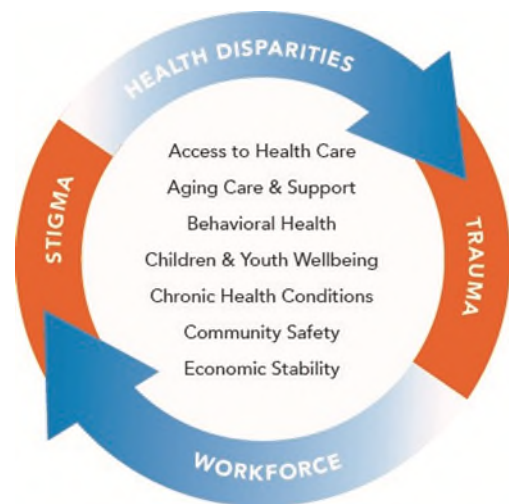 HEALTH DISPARITIES
STIGMA
Access to Health Care
Aging Care & Support
Behavioral Health
Children & Youth Wellbeing
Chronic Health Conditions
Community Safety
Economic Stability
TRAUMA
WORKFORCE